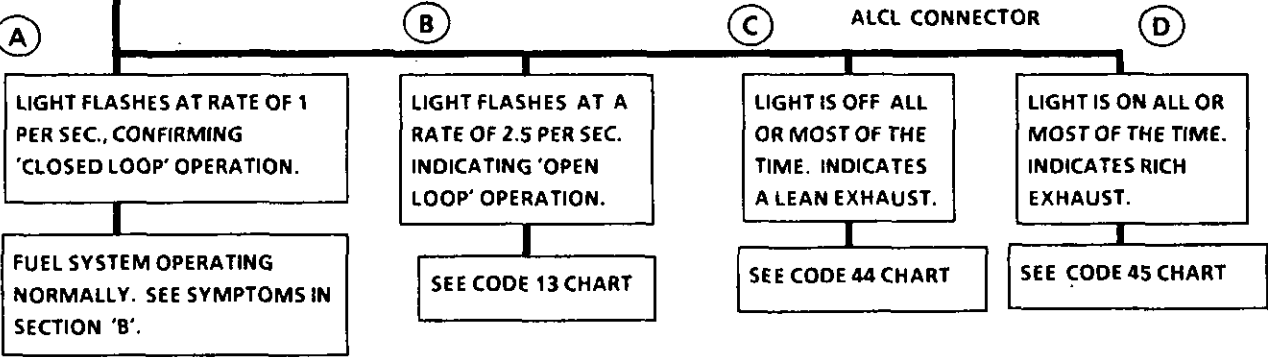 A
B
C
ALCL CONNECTOR
D
LIGHT FLASHES AT RATE OF 1
PER SEC., CONFIRMING
'CLOSED LOOP' OPERATION.
LIGHT FLASHES AT A
RATE OF 2.5 PER SEC.
INDICATING 'OPEN
LOOP' OPERATION.
LIGHT IS OFF ALL
OR MOST OF THE
TIME. INDICATES
A LEAN EXHAUST.
LIGHT IS ON ALL OR
MOST OF THE TIME.
INDICATES RICH
EXHAUST.
FUEL SYSTEM OPERATING
NORMALLY. SEE SYMPTOMS IN
SECTION 'B'.
SEE CODE 13 CHART
SEE CODE 44 CHART
SEE CODE 45 CHART